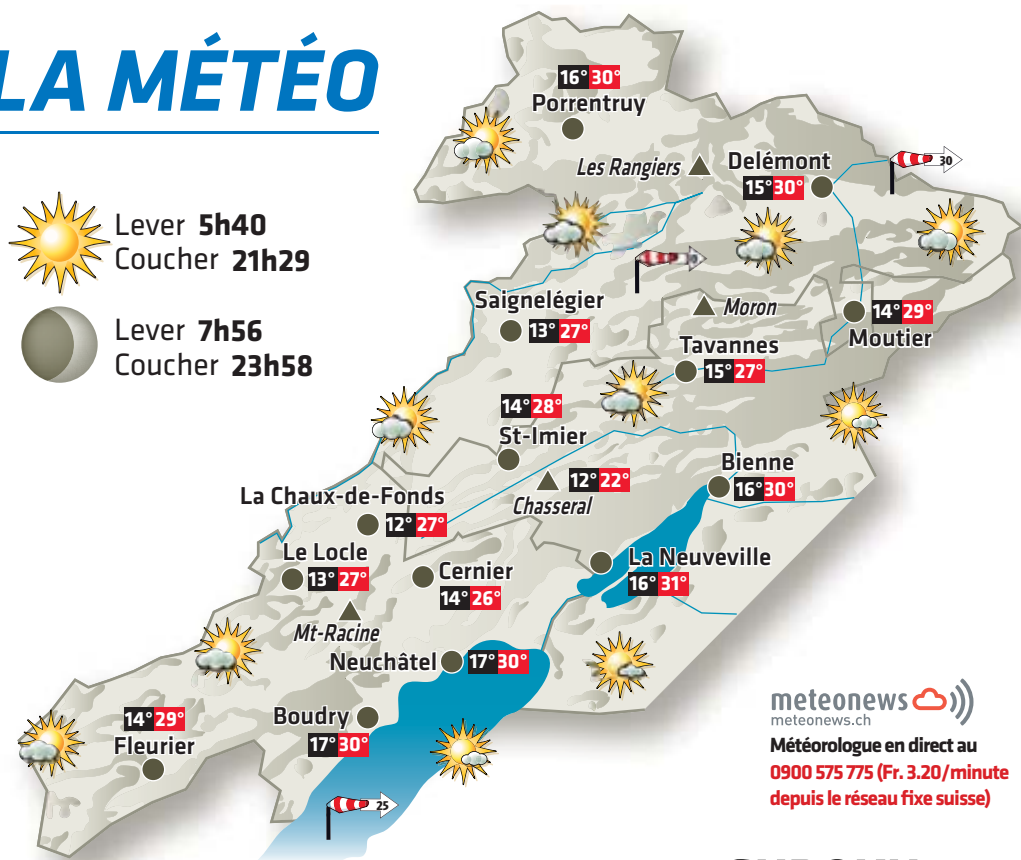 LA MÉTÉO
Lever 5h40
Coucher 21h29
Lever 7h56
Coucher 23h58
16° 30°
Porrentruy
Les Rangiers
Delémont
15° 30°
30
Saignelégier
13° 27°
Moron
14° 29°
Moutier
Tavannes
15° 27°
14° 28°
St-Imier
12° 22°
Chasseral
Bienne
16° 30°
La Chaux-de-Fonds
12° 27°
Le Locle
13° 27°
Cernier
14° 26°
La Neuveville
16° 31°
Mt-Racine
Neuchâtel
17° 30°
Boudry
17° 30°
14° 29°
Fleurier
25
meteonews
meteonews.ch
Météorologue en direct au
0900 575 775 (Fr. 3.20/minute
depuis le réseau fixe suisse)